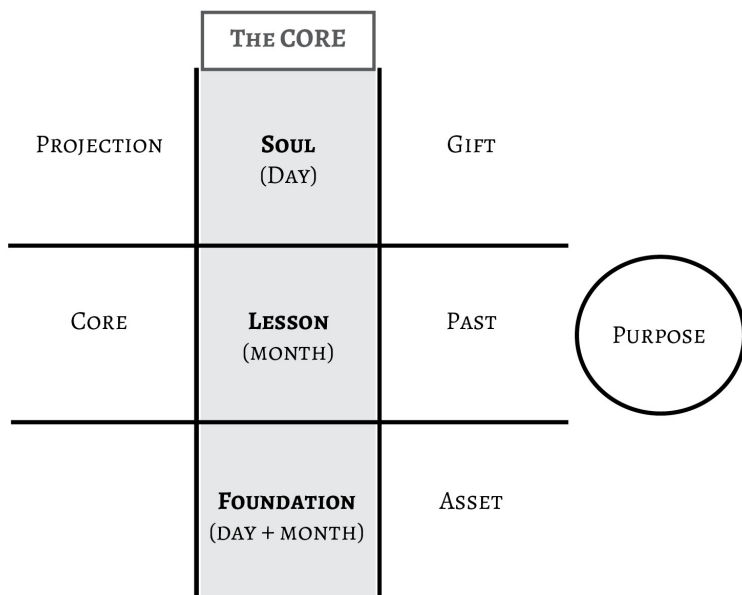 The CORE
Projection
Soul
(Day)
Gift
Core
Lesson
(month)
Past
Purpose
Foundation
(day + month)
Asset